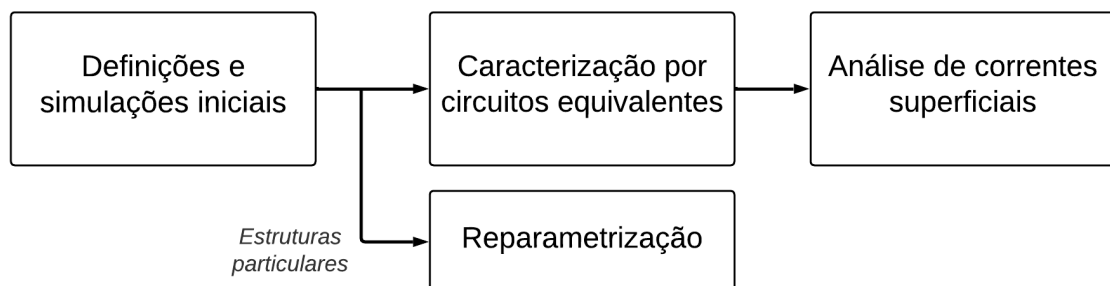 Definições e
simulações iniciais
Caracterização por
circuitos equivalentes
Análise de correntes
superficiais
Estruturas
particulares
Reparametrização